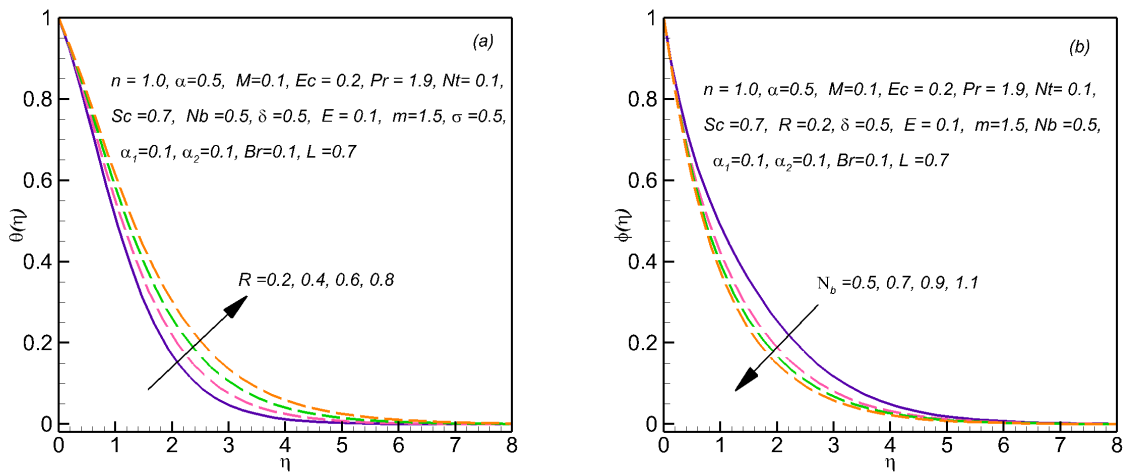 (a)
n = 1.0, α=0.5, M=0.1, Ec = 0.2, Pr = 1.9, Nt= 0.1,
Sc =0.7, Nb =0.5, δ =0.5, E = 0.1, m=1.5, σ =0.5,
α₁=0.1, α₂=0.1, Br=0.1, L =0.7
R =0.2, 0.4, 0.6, 0.8
θ(η)
1
0.8
0.6
0.4
0.2
0
0 1 2 3 4 5 6 7 8
η
(b)
n = 1.0, α=0.5, M=0.1, Ec = 0.2, Pr = 1.9, Nt= 0.1,
Sc =0.7, R =0.2, δ =0.5, E = 0.1, m=1.5, Nb =0.5,
α₁=0.1, α₂=0.1, Br=0.1, L =0.7
N_b =0.5, 0.7, 0.9, 1.1
ϕ(η)
1
0.8
0.6
0.4
0.2
0
0 1 2 3 4 5 6 7 8
η